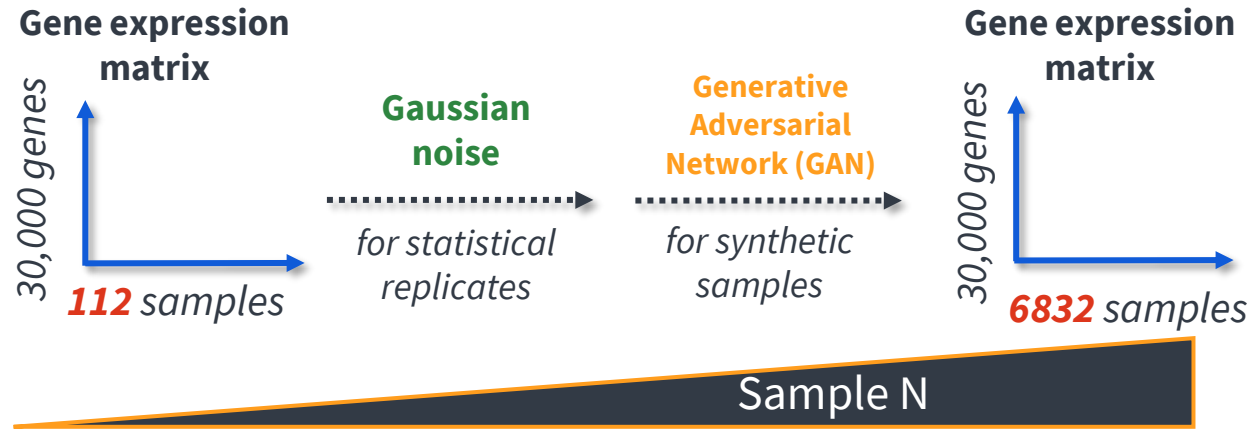 Gene expression
matrix
30,000 genes
112 samples
Gaussian
noise
for statistical
replicates
Generative
Adversarial
Network (GAN)
for synthetic
samples
Gene expression
matrix
30,000 genes
6832 samples
Sample N